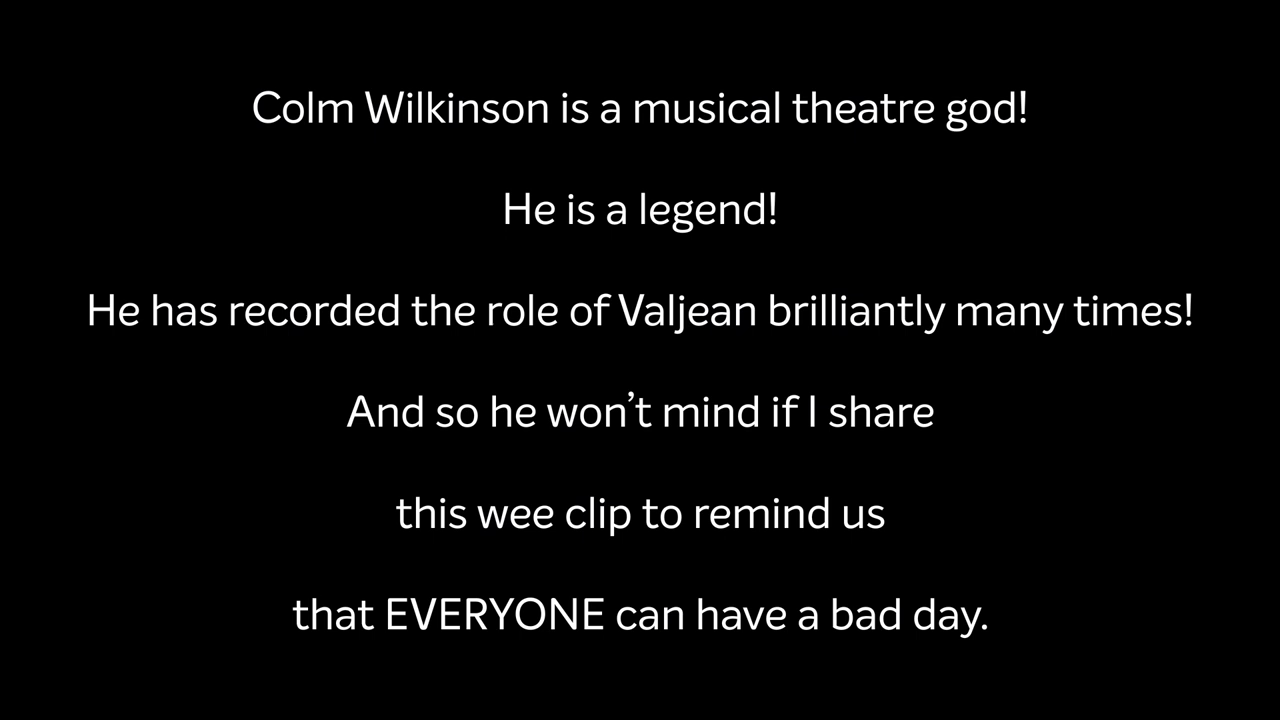 Colm Wilkinson is a musical theatre god!
He is a legend!
He has recorded the role of Valjean brilliantly many times!
And so he won’t mind if I share
this wee clip to remind us
that EVERYONE can have a bad day.